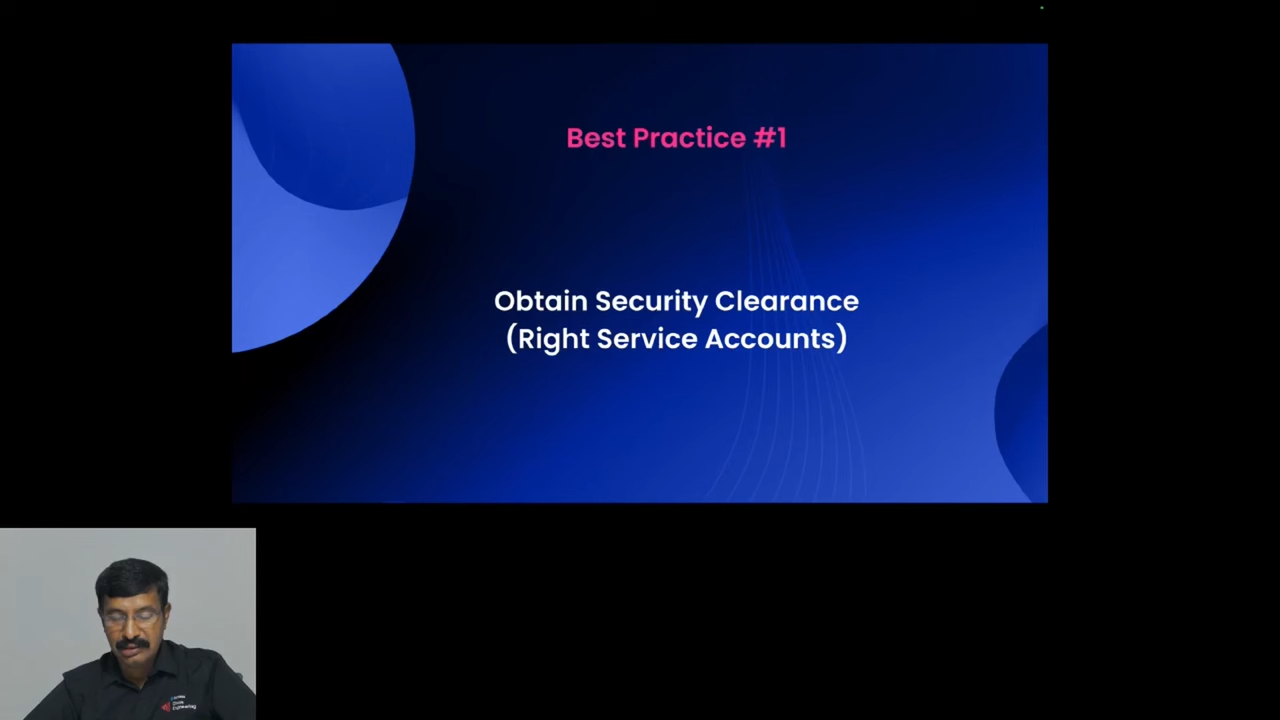 Best Practice #1
Obtain Security Clearance
(Right Service Accounts)